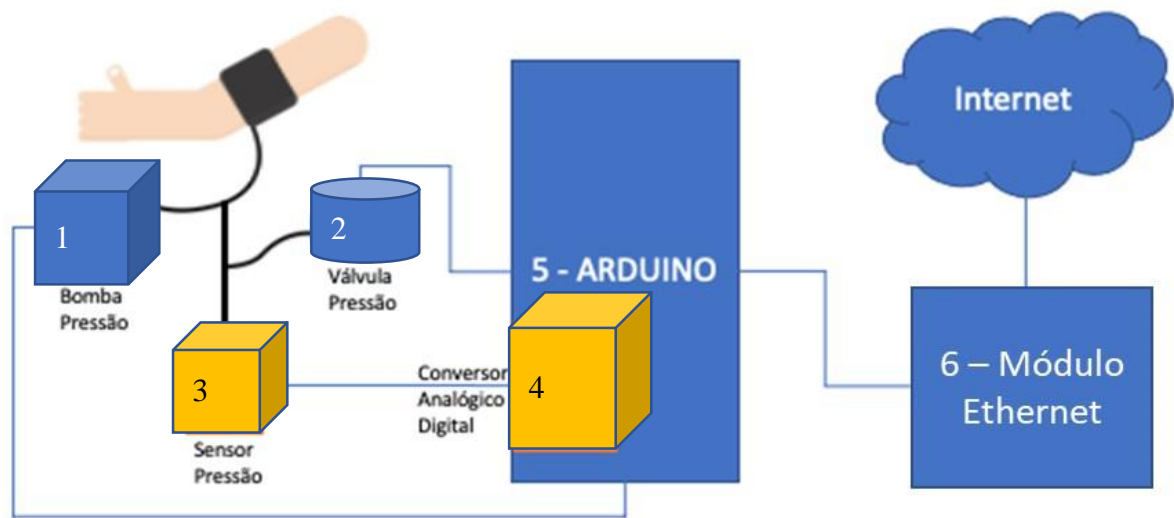 Internet
1
Bomba
Pressão
2
Válvula
Pressão
5 - ARDUINO
3
Sensor
Pressão
Conversor
Analógico
Digital
4
6 – Módulo
Ethernet